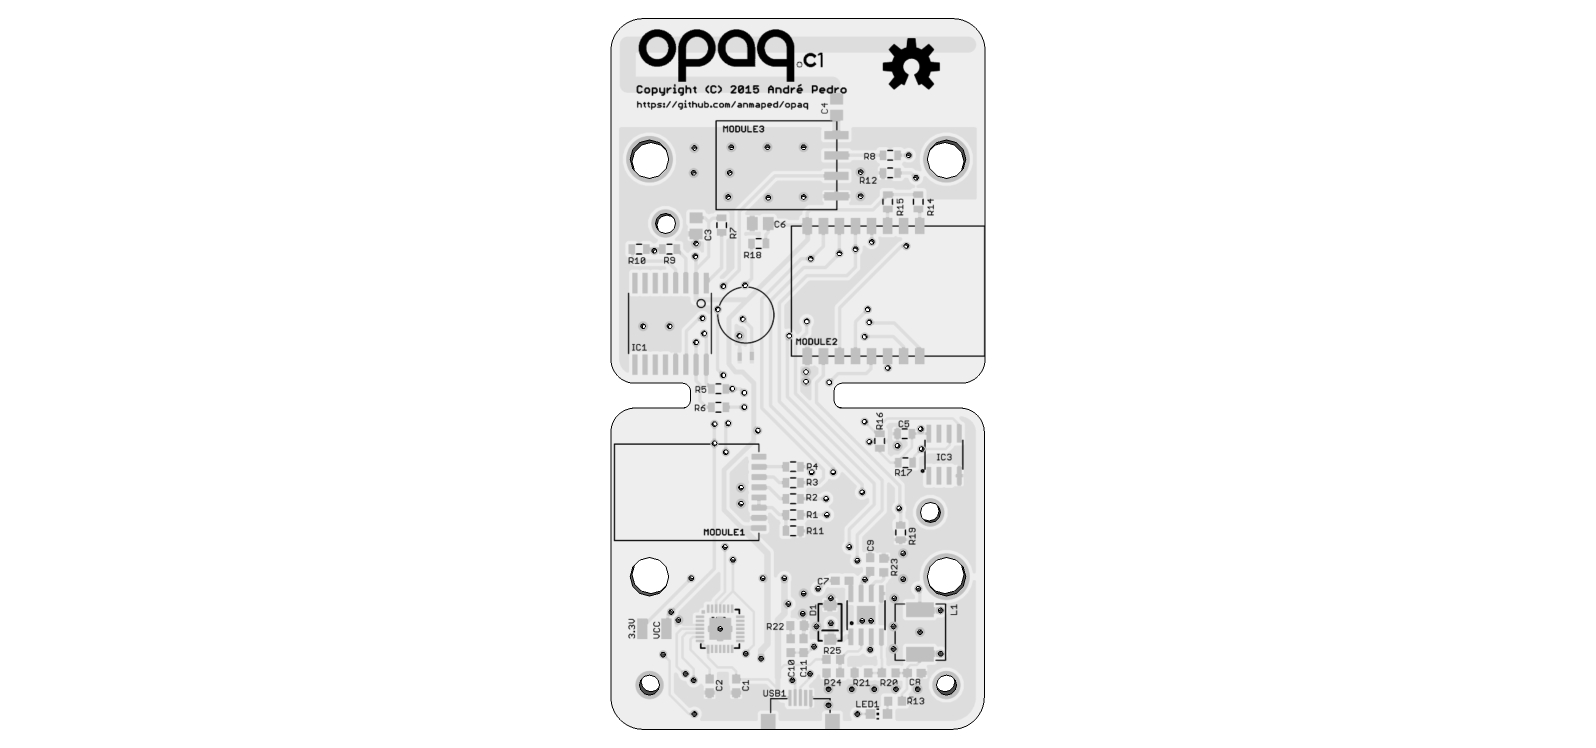 opaq.c1
Copyright (C) 2015 André Pedro
https://github.com/anmaped/opaq
C4
MODULE3
R8
R12
R15
R14
C3
R7
C6
R18
R10
R9
IC1
MODULE2
R5
R6
R16
C5
IC3
R17
R4
R3
R2
R1
R11
MODULE1
R19
C9
R23
C7
D1
L1
3.3V
VCC
R22
R25
C10
C11
C2
C1
R24
R21
R20
C8
USB1
LED1
R13